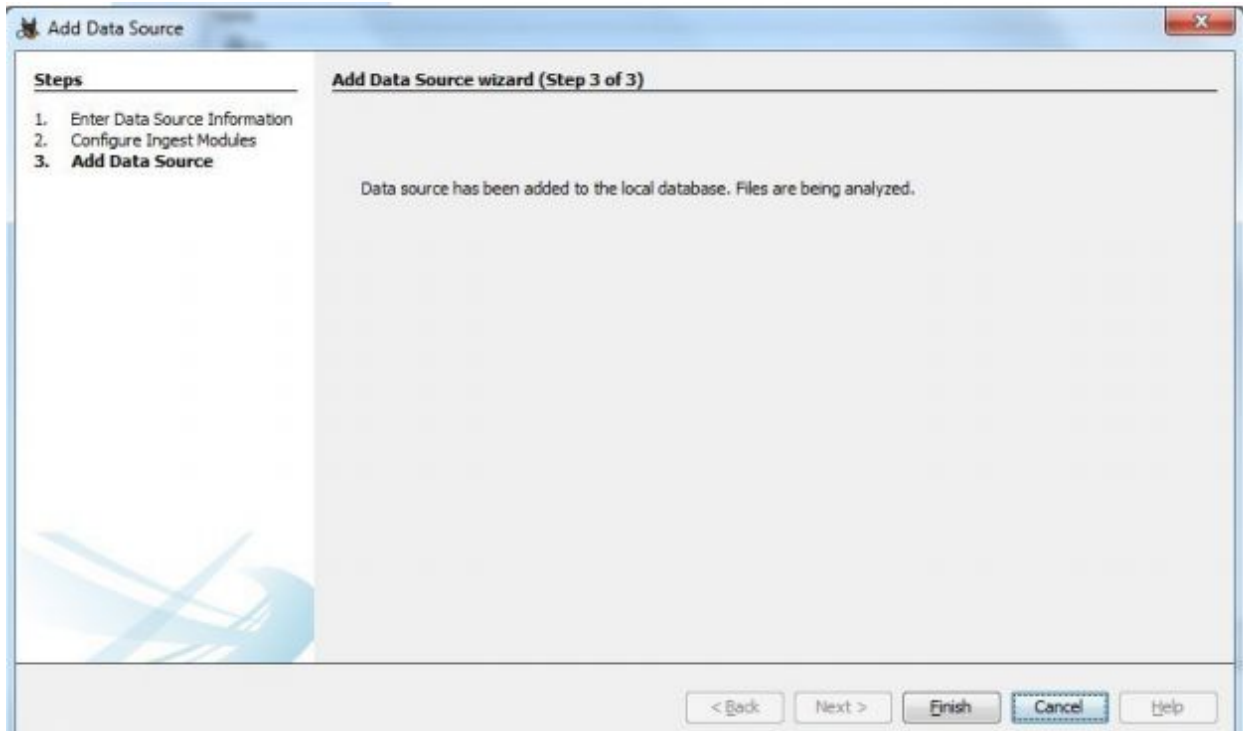 Add Data Source
Steps
1. Enter Data Source Information
2. Configure Ingest Modules
3. Add Data Source
Add Data Source wizard (Step 3 of 3)
Data source has been added to the local database. Files are being analyzed.
< Back Next > Finish Cancel Help